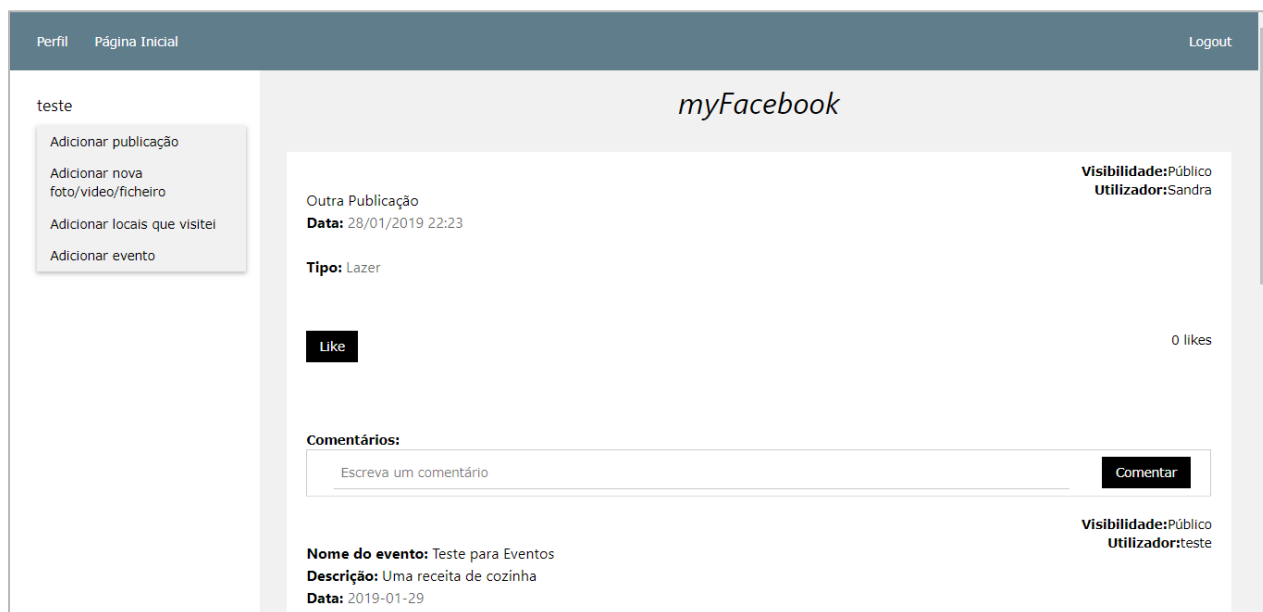 Perfil Página Inicial Logout
teste
Adicionar publicação
Adicionar nova
foto/video/ficheiro
Adicionar locais que visitei
Adicionar evento
myFacebook
Visibilidade:Público
Utilizador:Sandra
Outra Publicação
Data: 28/01/2019 22:23
Tipo: Lazer
Like 0 likes
Comentários:
Escreva um comentário Comentar
Visibilidade:Público
Utilizador:teste
Nome do evento: Teste para Eventos
Descrição: Uma receita de cozinha
Data: 2019-01-29